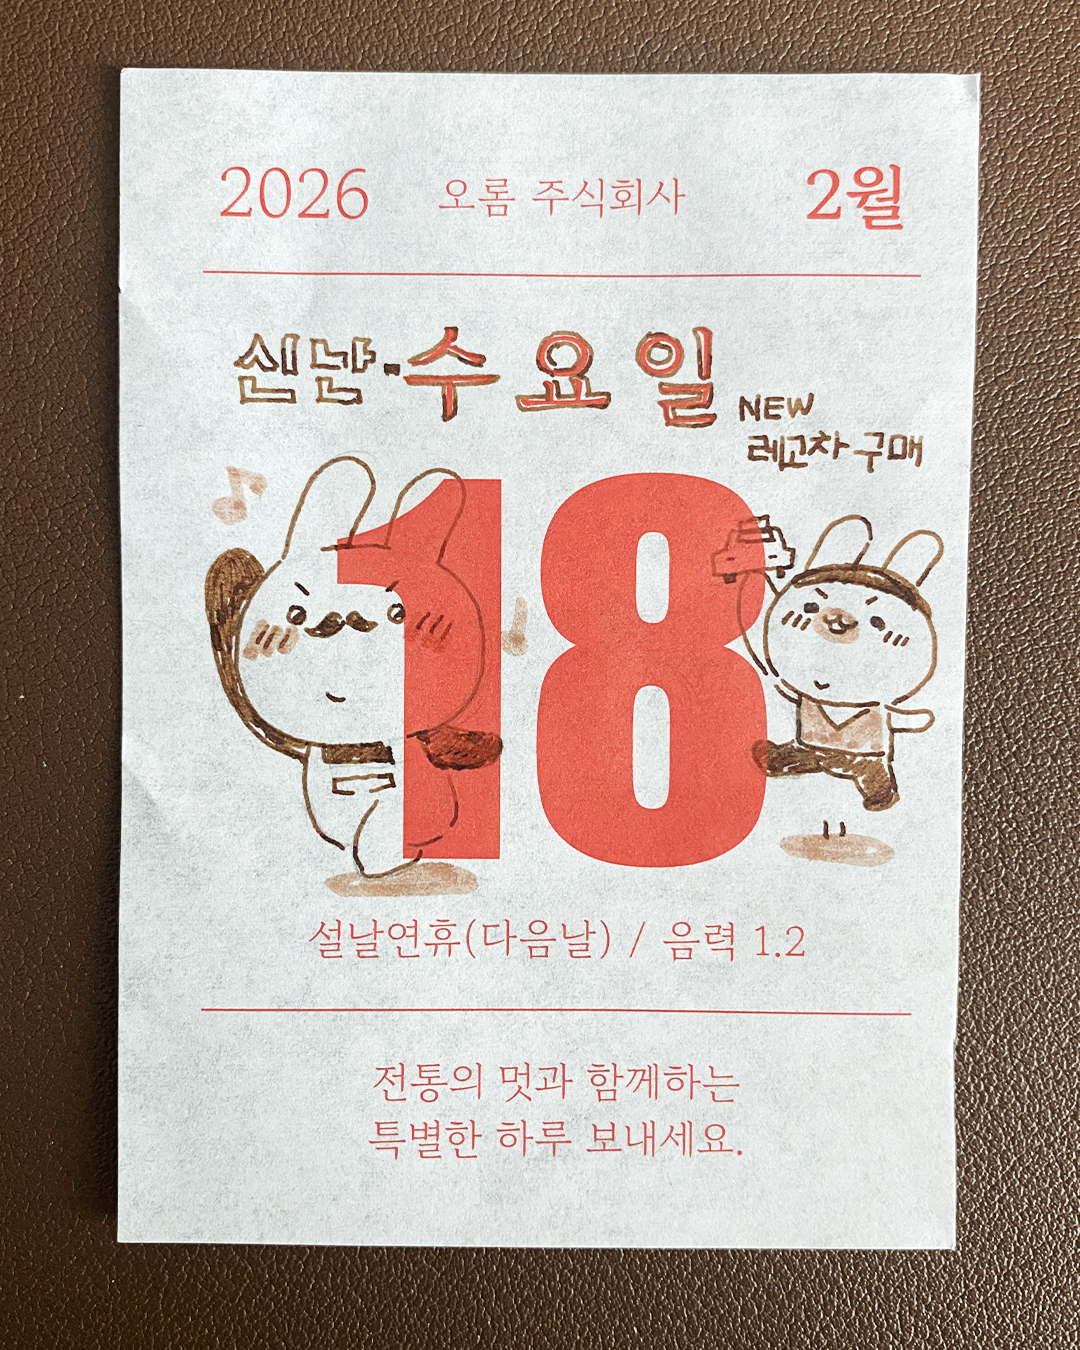 2026 오롬 주식회사 2월
신난·수요일
NEW
레고차 구매
18
설날연휴(다음날) / 음력 1.2
전통의 멋과 함께하는
특별한 하루 보내세요.